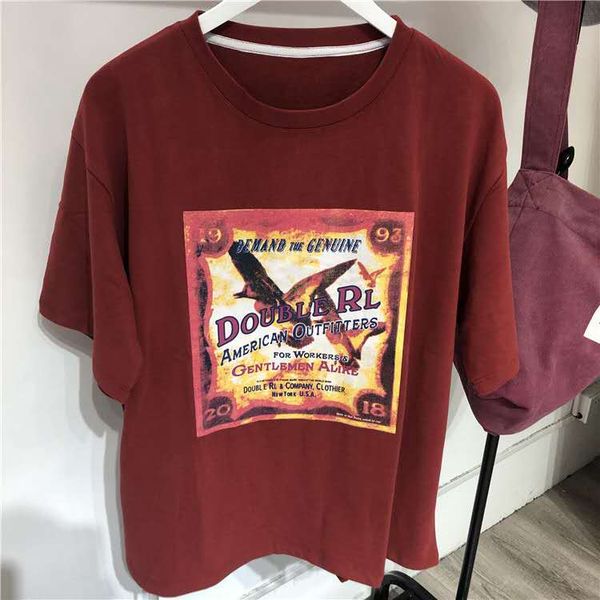 19 93
DEMAND THE GENUINE
DOUBLE RL
AMERICAN OUTFITTERS
FOR WORKERS &
GENTLEMEN ALIKE
DOUBLE RL & COMPANY, CLOTHIER
NEW YORK U.S.A.
20 18